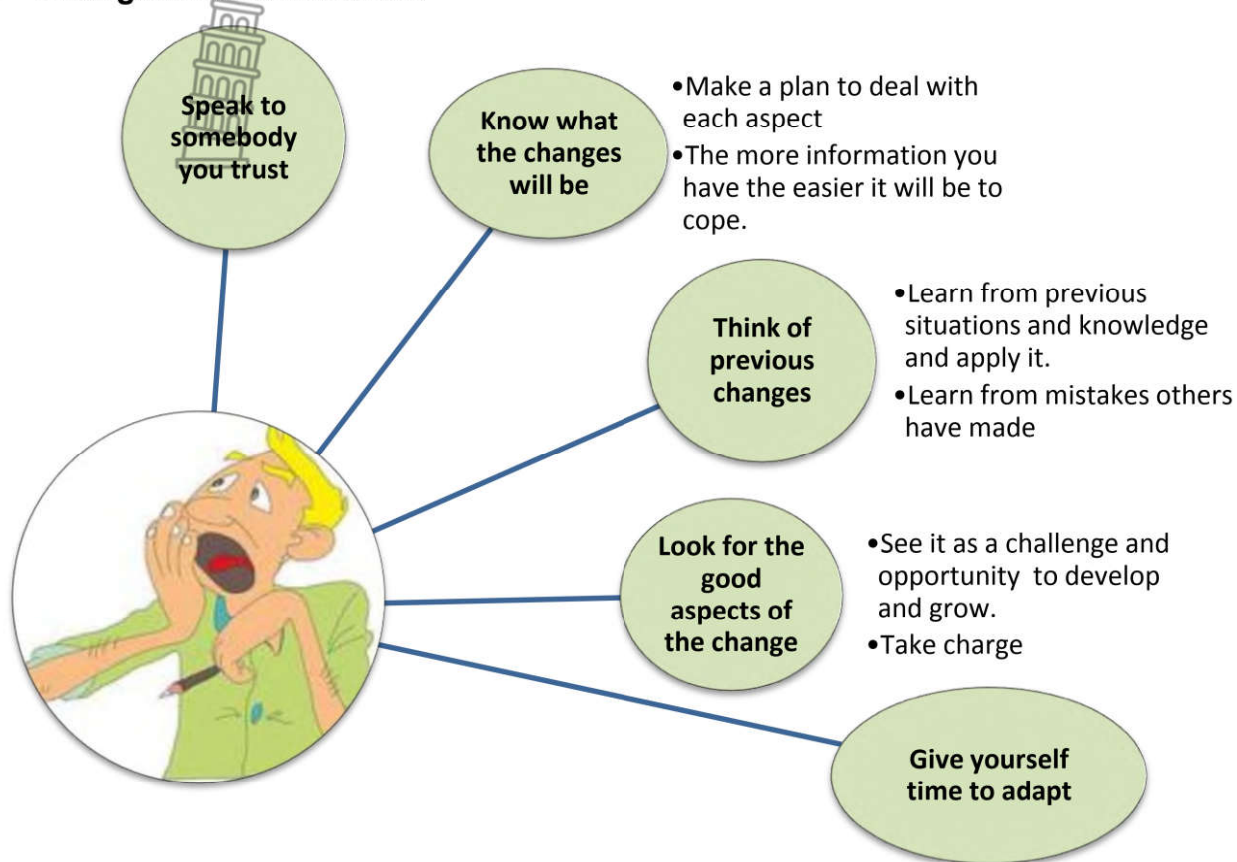 Speak to
somebody
you trust
Know what
the changes
will be
•Make a plan to deal with
each aspect
•The more information you
have the easier it will be to
cope.
Think of
previous
changes
•Learn from previous
situations and knowledge
and apply it.
•Learn from mistakes others
have made
Look for the
good
aspects of
the change
•See it as a challenge and
opportunity  to develop
and grow.
•Take charge
Give yourself
time to adapt